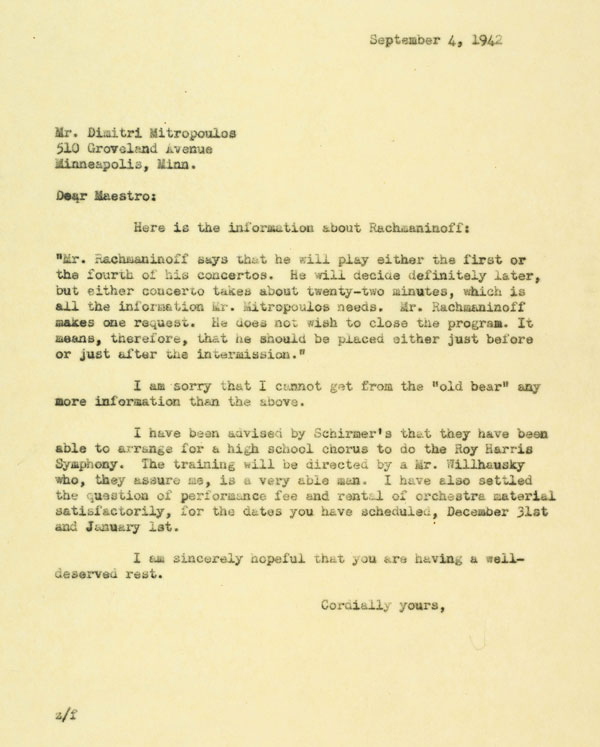 September 4, 1942
Mr. Dimitri Mitropoulos
510 Groveland Avenue
Minneapolis, Minn.
Dear Maestro:
Here is the information about Rachmaninoff:
"Mr. Rachmaninoff says that he will play either the first or
the fourth of his concertos. He will decide definitely later,
but either concerto takes about twenty-two minutes, which is
all the information Mr. Mitropoulos needs. Mr. Rachmaninoff
makes one request. He does not wish to close the program. It
means, therefore, that he should be placed either just before
or just after the intermission."
I am sorry that I cannot get from the "old bear" any
more information than the above.
I have been advised by Schirmer's that they have been
able to arrange for a high school chorus to do the Roy Harris
Symphony. The training will be directed by a Mr. Willhausky
who, they assure me, is a very able man. I have also settled
the question of performance fee and rental of orchestra material
satisfactorily, for the dates you have scheduled, December 31st
and January 1st.
I am sincerely hopeful that you are having a well-
deserved rest.
Cordially yours,
z/f